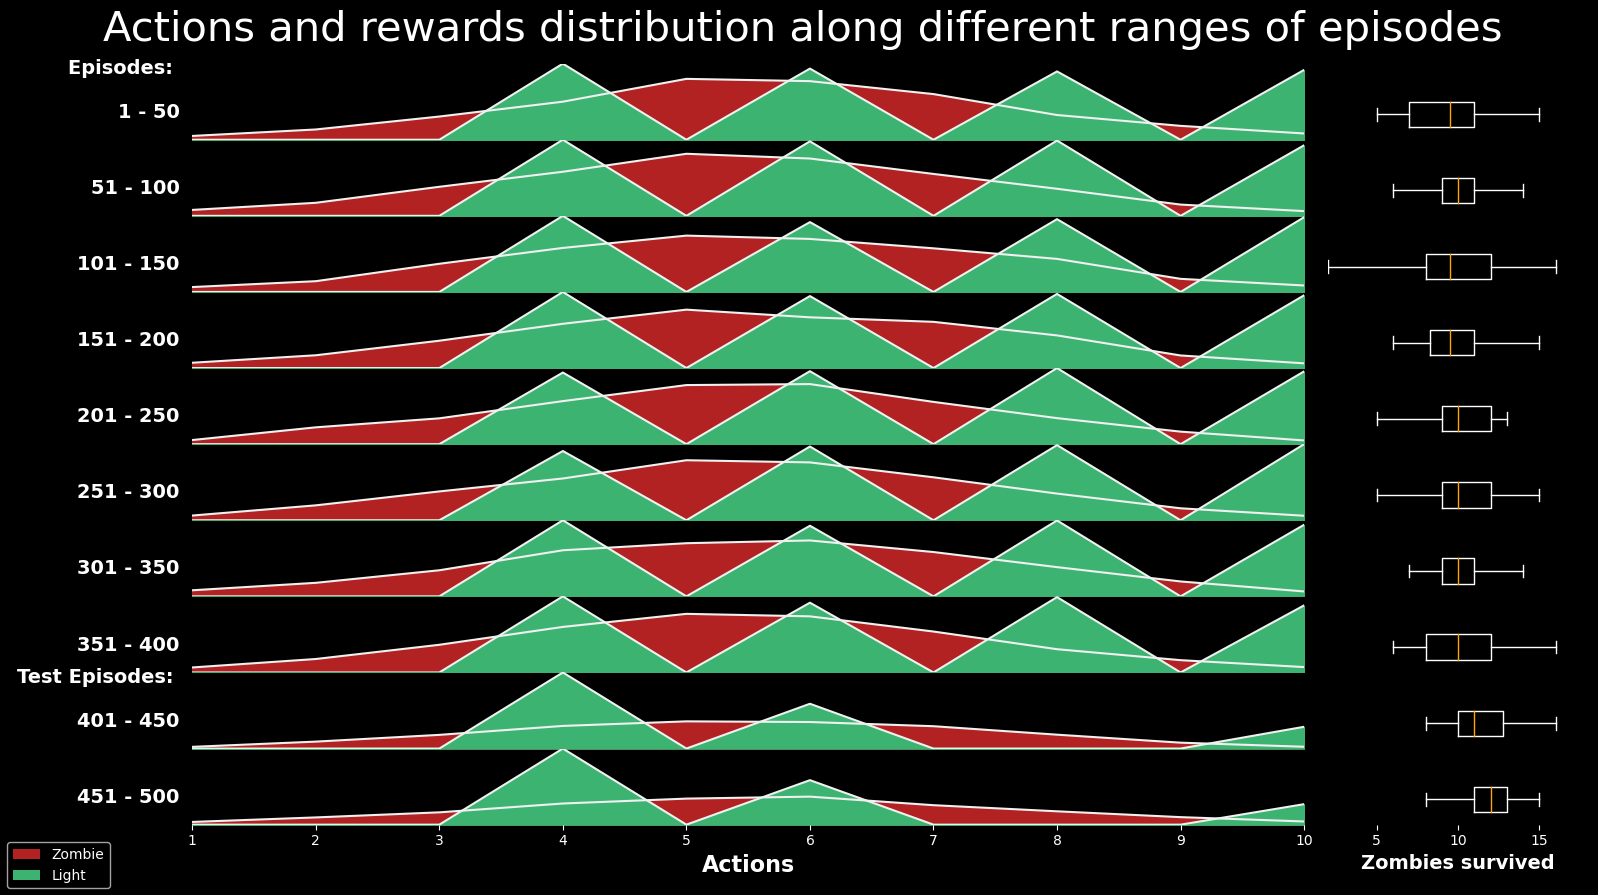 Actions and rewards distribution along different ranges of episodes
Episodes:
1 - 50
51 - 100
101 - 150
151 - 200
201 - 250
251 - 300
301 - 350
351 - 400
Test Episodes:
401 - 450
451 - 500
1 2 3 4 5 6 7 8 9 10
5 10 15
Actions
Zombies survived
Zombie
Light